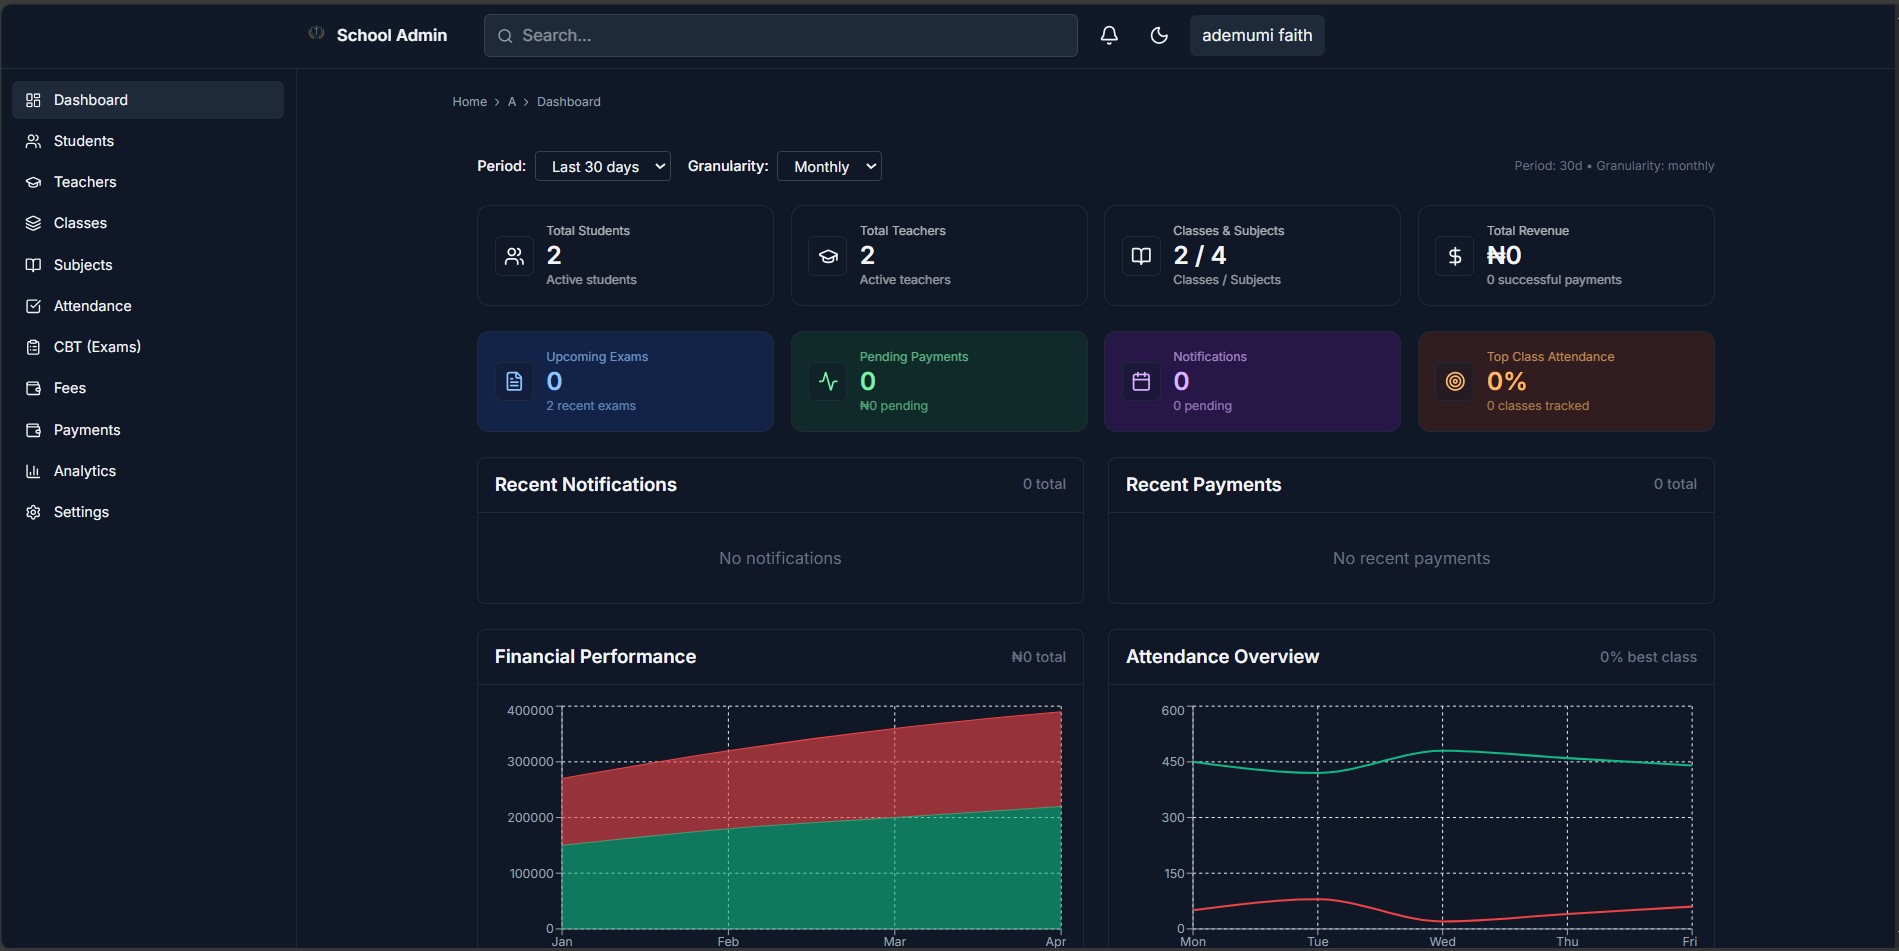 School Admin
Search...
ademumi faith
Dashboard
Students
Teachers
Classes
Subjects
Attendance
CBT (Exams)
Fees
Payments
Analytics
Settings
Home > A > Dashboard
Period: Last 30 days Granularity: Monthly
Period: 30d • Granularity: monthly
Total Students
2
Active students
Total Teachers
2
Active teachers
Classes & Subjects
2 / 4
Classes / Subjects
Total Revenue
₦0
0 successful payments
Upcoming Exams
0
2 recent exams
Pending Payments
0
₦0 pending
Notifications
0
0 pending
Top Class Attendance
0%
0 classes tracked
Recent Notifications
0 total
No notifications
Recent Payments
0 total
No recent payments
Financial Performance
₦0 total
400000
300000
200000
100000
0
Jan Feb Mar Apr
Attendance Overview
0% best class
600
450
300
150
0
Mon Tue Wed Thu Fri